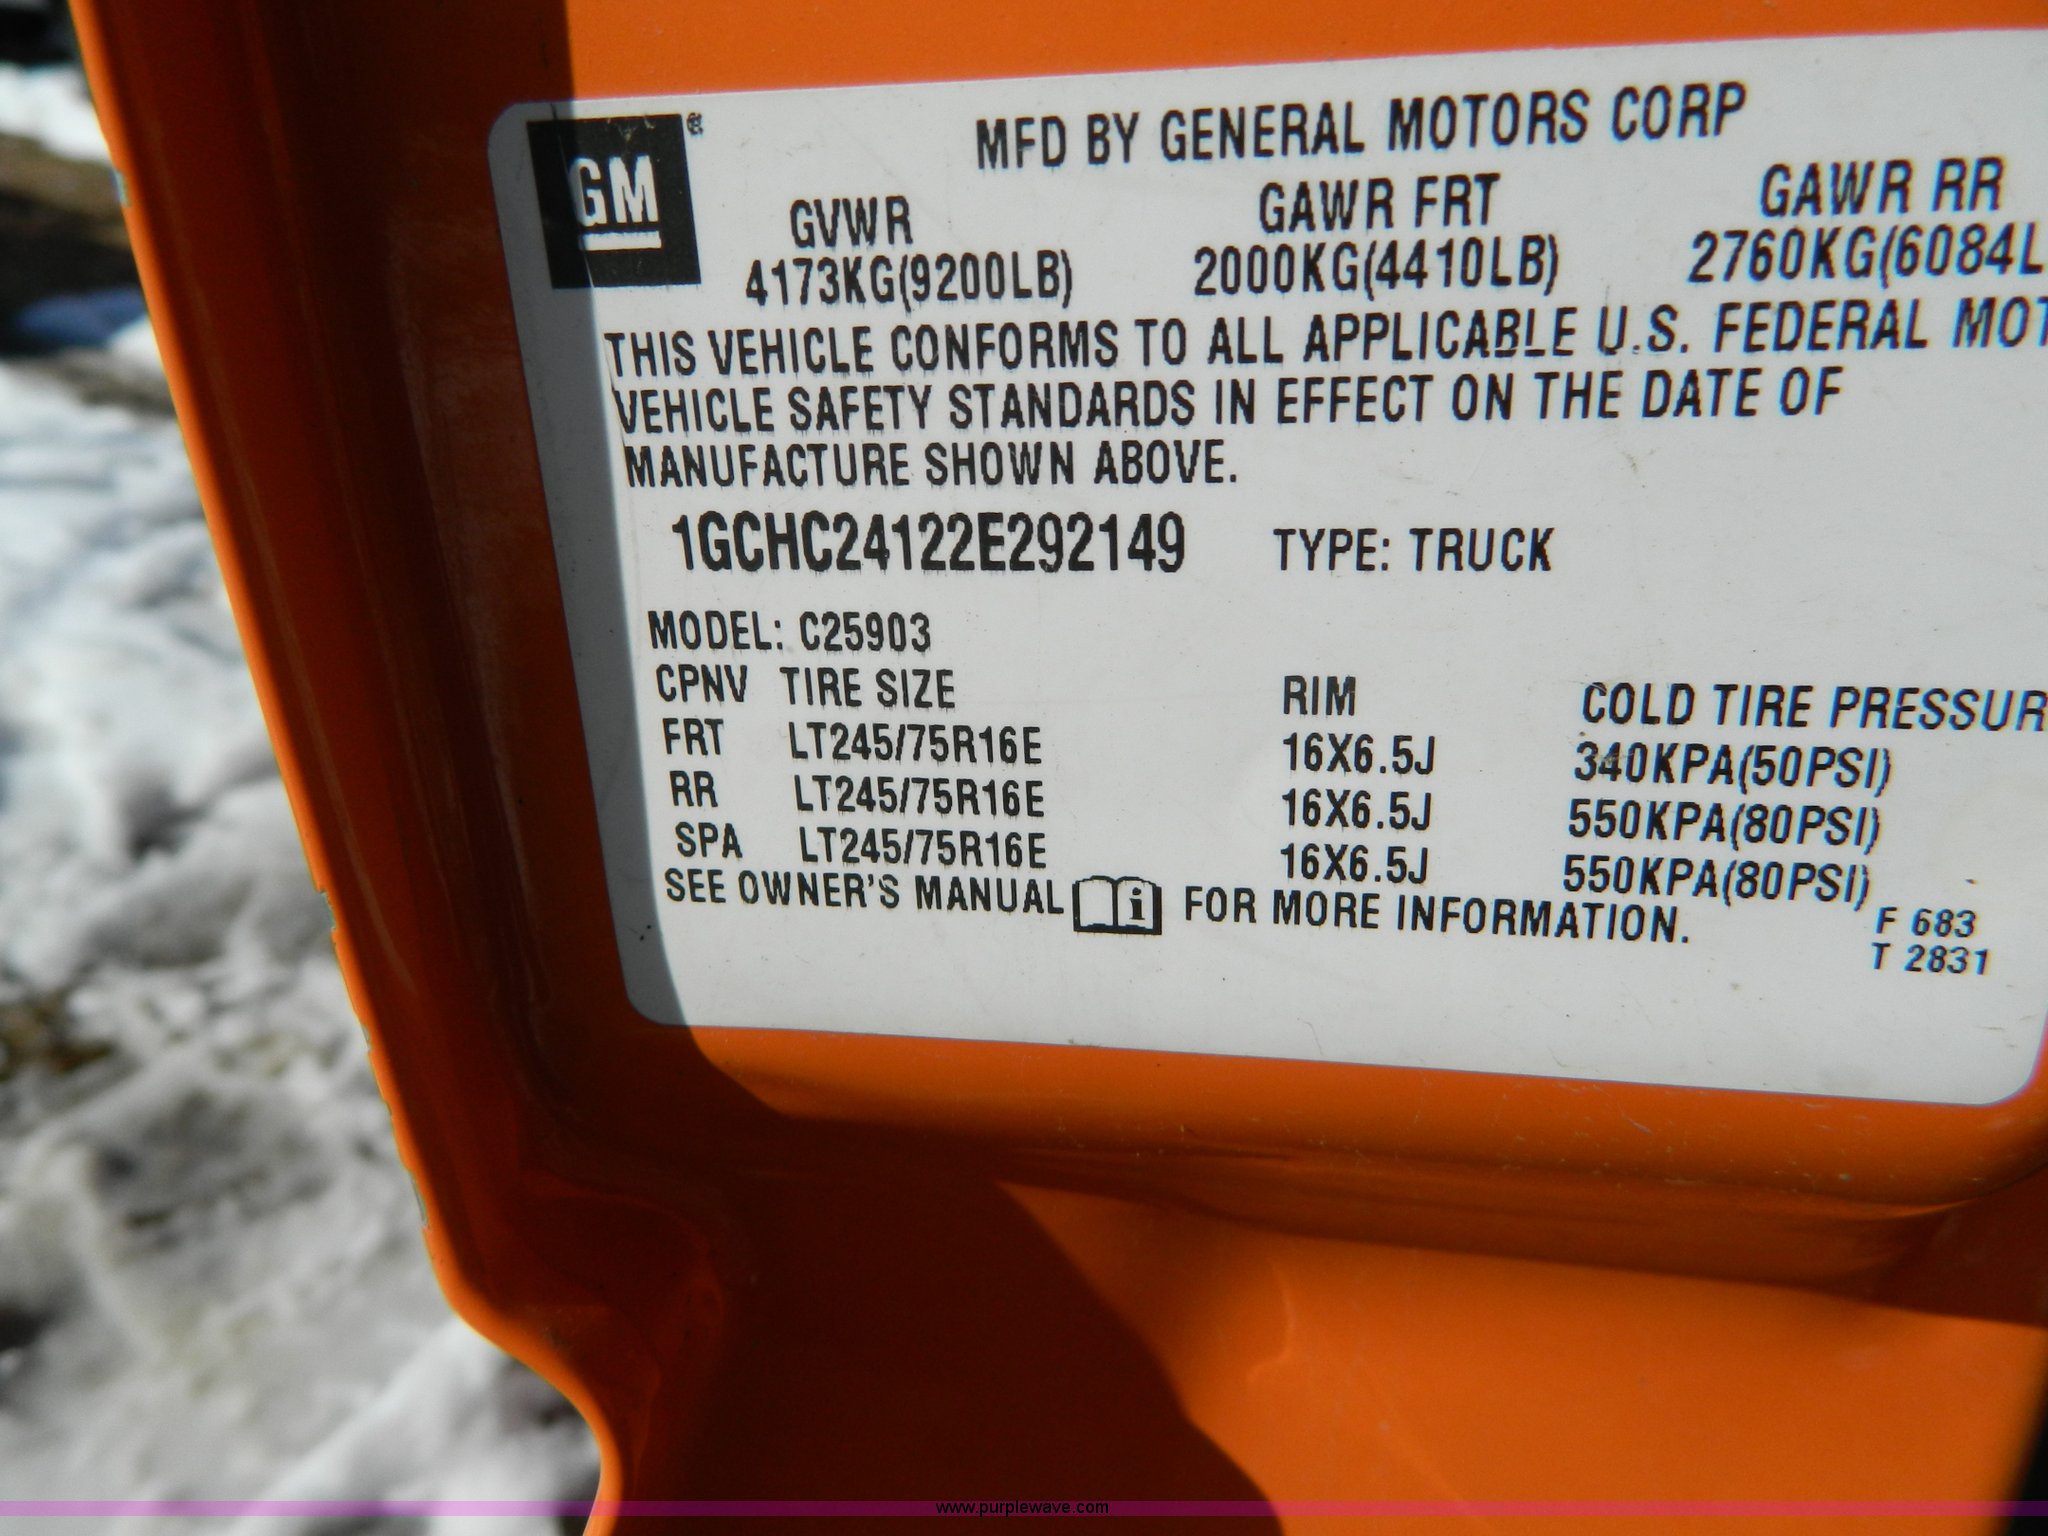 GM®
MFD BY GENERAL MOTORS CORP
GVWR GAWR FRT GAWR RR
4173KG(9200LB) 2000KG(4410LB) 2760KG(6084L
THIS VEHICLE CONFORMS TO ALL APPLICABLE U.S. FEDERAL MOT
VEHICLE SAFETY STANDARDS IN EFFECT ON THE DATE OF
MANUFACTURE SHOWN ABOVE.
1GCHC24122E292149 TYPE: TRUCK
MODEL: C25903
CPNV TIRE SIZE RIM COLD TIRE PRESSUR
FRT LT245/75R16E 16X6.5J 340KPA(50PSI)
RR LT245/75R16E 16X6.5J 550KPA(80PSI)
SPA LT245/75R16E 16X6.5J 550KPA(80PSI)
SEE OWNER'S MANUAL i FOR MORE INFORMATION.
F 683
T 2831
www.purplewave.com